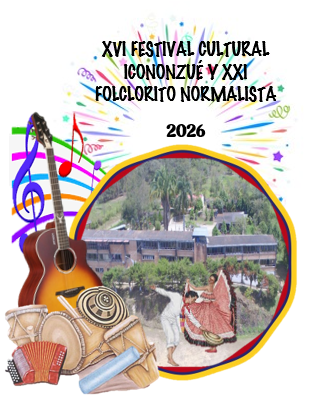 XVI FESTIVAL CULTURAL
ICONONZUÉ Y XXI
FOLCLORITO NORMALISTA
2026